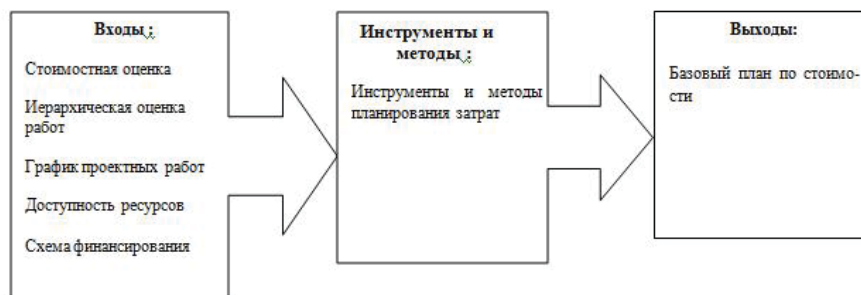 Входы :
Стоимостная оценка
Иерархическая оценка
работ
График проектных работ
Доступность ресурсов
Схема финансирования
Инструменты и
методы :
Инструменты и методы
планирования затрат
Выходы:
Базовый план по стоимо-
сти